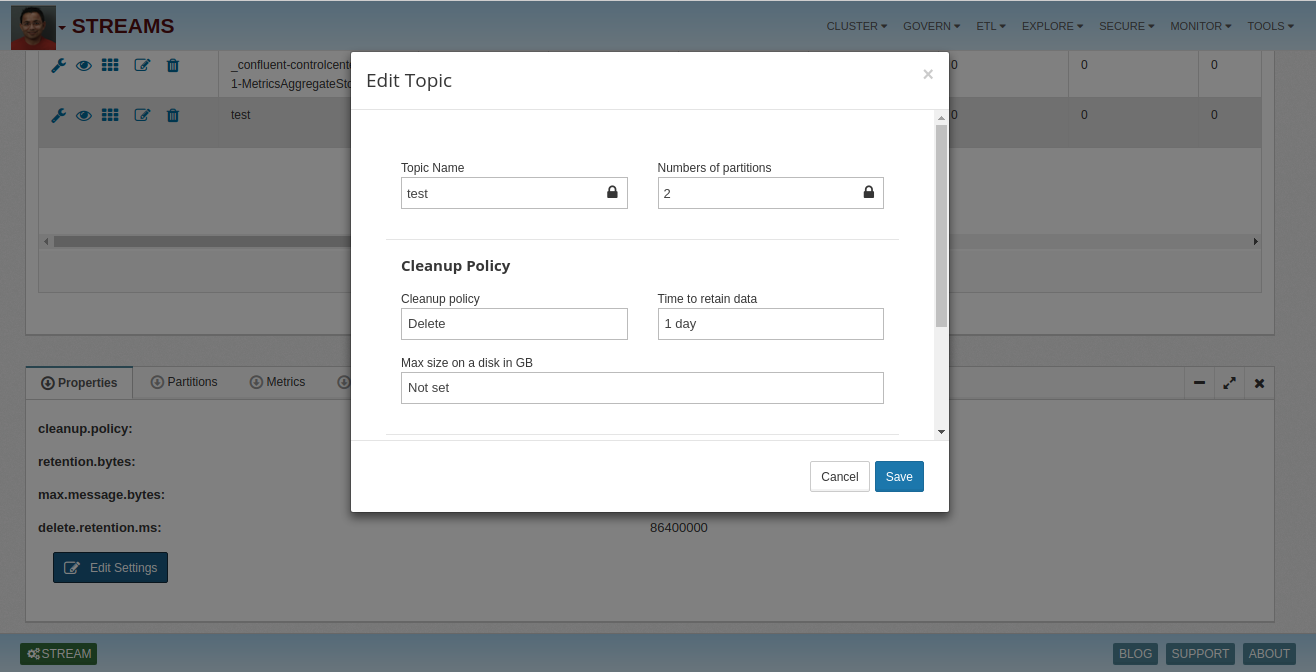 STREAMS
CLUSTER GOVERN ETL EXPLORE SECURE MONITOR TOOLS
_confluent-controlcente
1-MetricsAggregateSto
0 0 0
test
0 0 0
Edit Topic
×
Topic Name
Numbers of partitions
test
2
Cleanup Policy
Cleanup policy
Time to retain data
Delete
1 day
Max size on a disk in GB
Not set
Cancel
Save
Properties
Partitions
Metrics
cleanup.policy:
retention.bytes:
max.message.bytes:
delete.retention.ms:
86400000
Edit Settings
STREAM
BLOG
SUPPORT
ABOUT